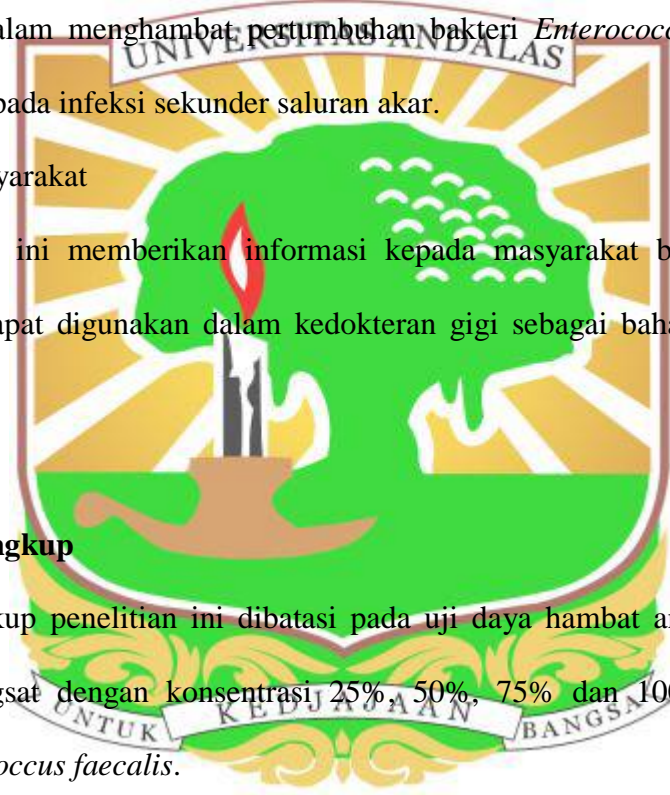 alam menghambat pertumbuhan bakteri Enterococc
UNIVERSITAS ANDALAS
pada infeksi sekunder saluran akar.
yarakat
ini memberikan informasi kepada masyarakat b
apat digunakan dalam kedokteran gigi sebagai baha
ngkup
kup penelitian ini dibatasi pada uji daya hambat a
gsat dengan konsentrasi 25%, 50%, 75% dan 10
UNTUK KEDJAJAAN BANGSA
occus faecalis.